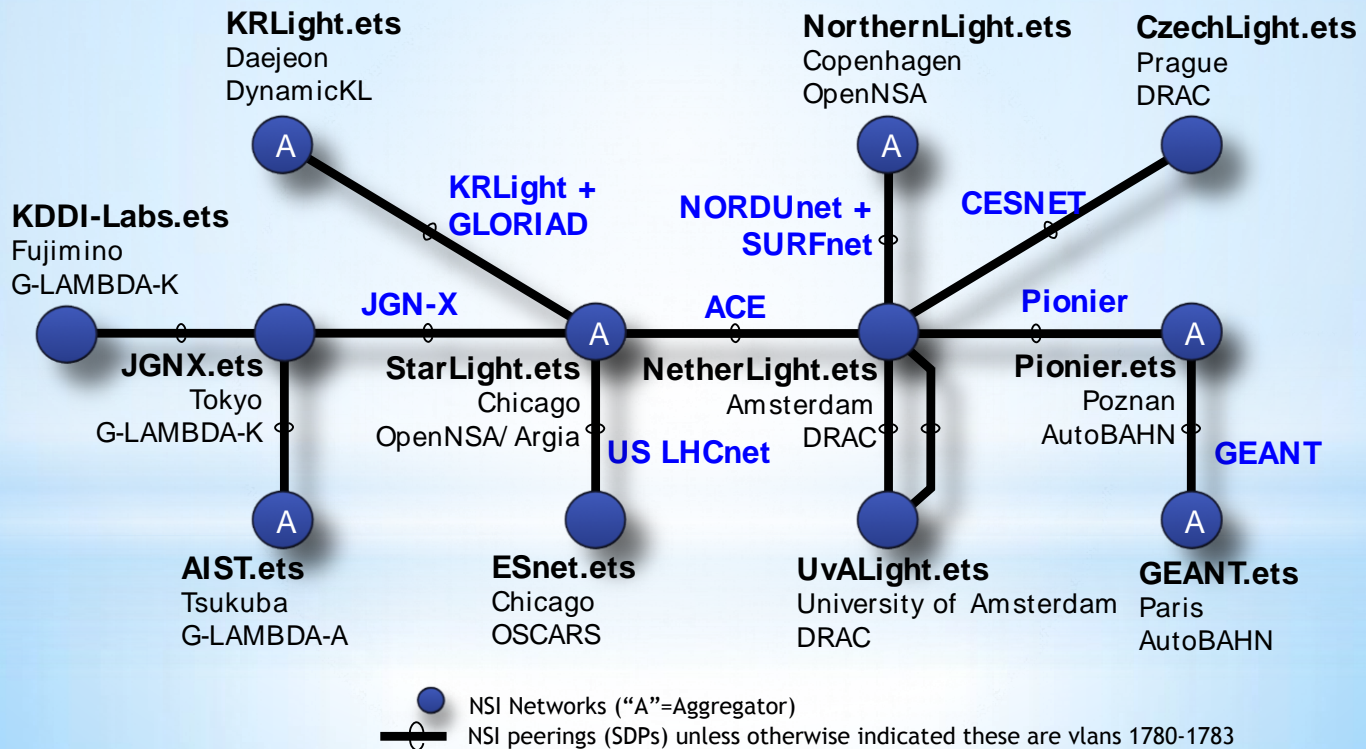 KRLight.ets
Daejeon
DynamicKL
A
NorthernLight.ets
Copenhagen
OpenNSA
A
CzechLight.ets
Prague
DRAC
KRLight +
GLORIAD
NORDUnet +
SURFnet
CESNET
KDDI-Labs.ets
Fujimino
G-LAMBDA-K
JGN-X
A
ACE
Pionier
A
JGNX.ets
Tokyo
G-LAMBDA-K
StarLight.ets
Chicago
OpenNSA/ Argia
NetherLight.ets
Amsterdam
DRAC
Pionier.ets
Poznan
AutoBAHN
US LHCnet
GEANT
A
A
AIST.ets
Tsukuba
G-LAMBDA-A
ESnet.ets
Chicago
OSCARS
UvALight.ets
University of Amsterdam
DRAC
GEANT.ets
Paris
AutoBAHN
NSI Networks (“A”=Aggregator)
NSI peerings (SDPs) unless otherwise indicated these are vlans 1780-1783